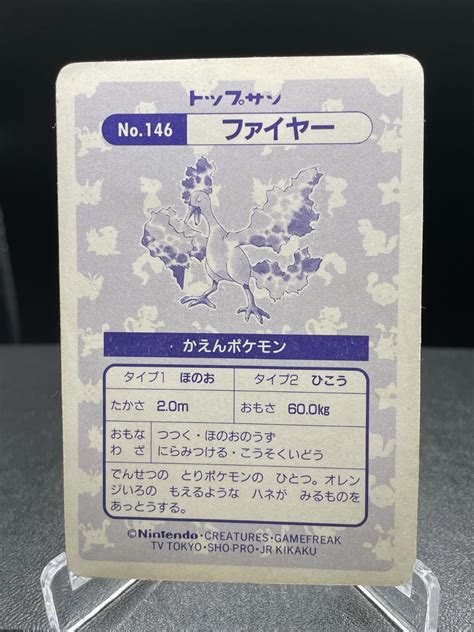 トップサン
No.146 ファイヤー
かえんポケモン
タイプ1 ほのお タイプ2 ひこう
たかさ 2.0m おもさ 60.0kg
おもな つつく・ほのおのうず
わざ にらみつける・こうそくいどう
でんせつの とりポケモンの ひとつ。オレン
ジいろの もえるような ハネが みるものを
あっとうする。
©Nintendo・CREATURES・GAMEFREAK
TV TOKYO・SHO-PRO・JR KIKAKU